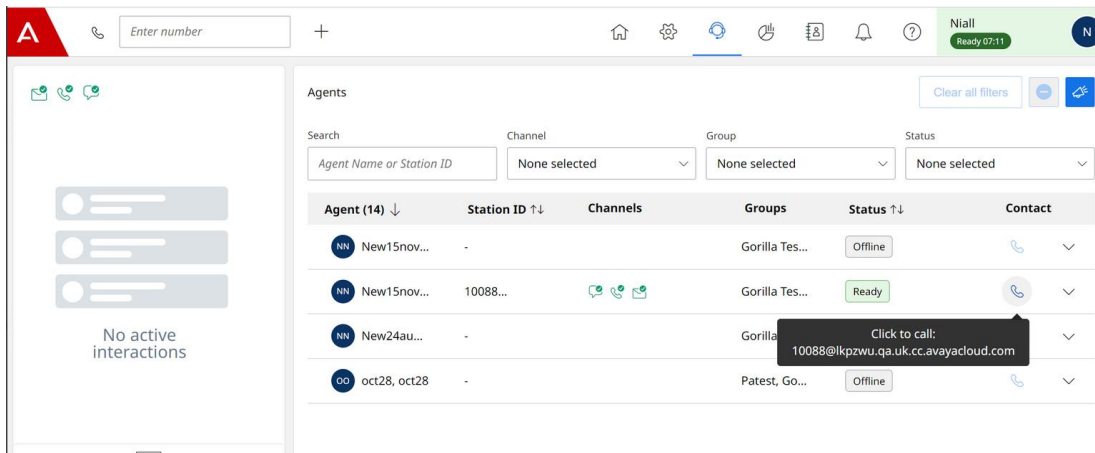 Enter number
Niall
Ready 07:11
N
Agents
Clear all filters
Search
Channel
Group
Status
Agent Name or Station ID
None selected
None selected
None selected
Agent (14)
Station ID
Channels
Groups
Status
Contact
NN New15nov... - Gorilla Tes... Offline
NN New15nov... 10088... Gorilla Tes... Ready
NN New24au... - Gorilla
Click to call:
10088@lkpzwu.qa.uk.cc.avayacloud.com
OO oct28, oct28 - Patest, Go... Offline
No active
interactions